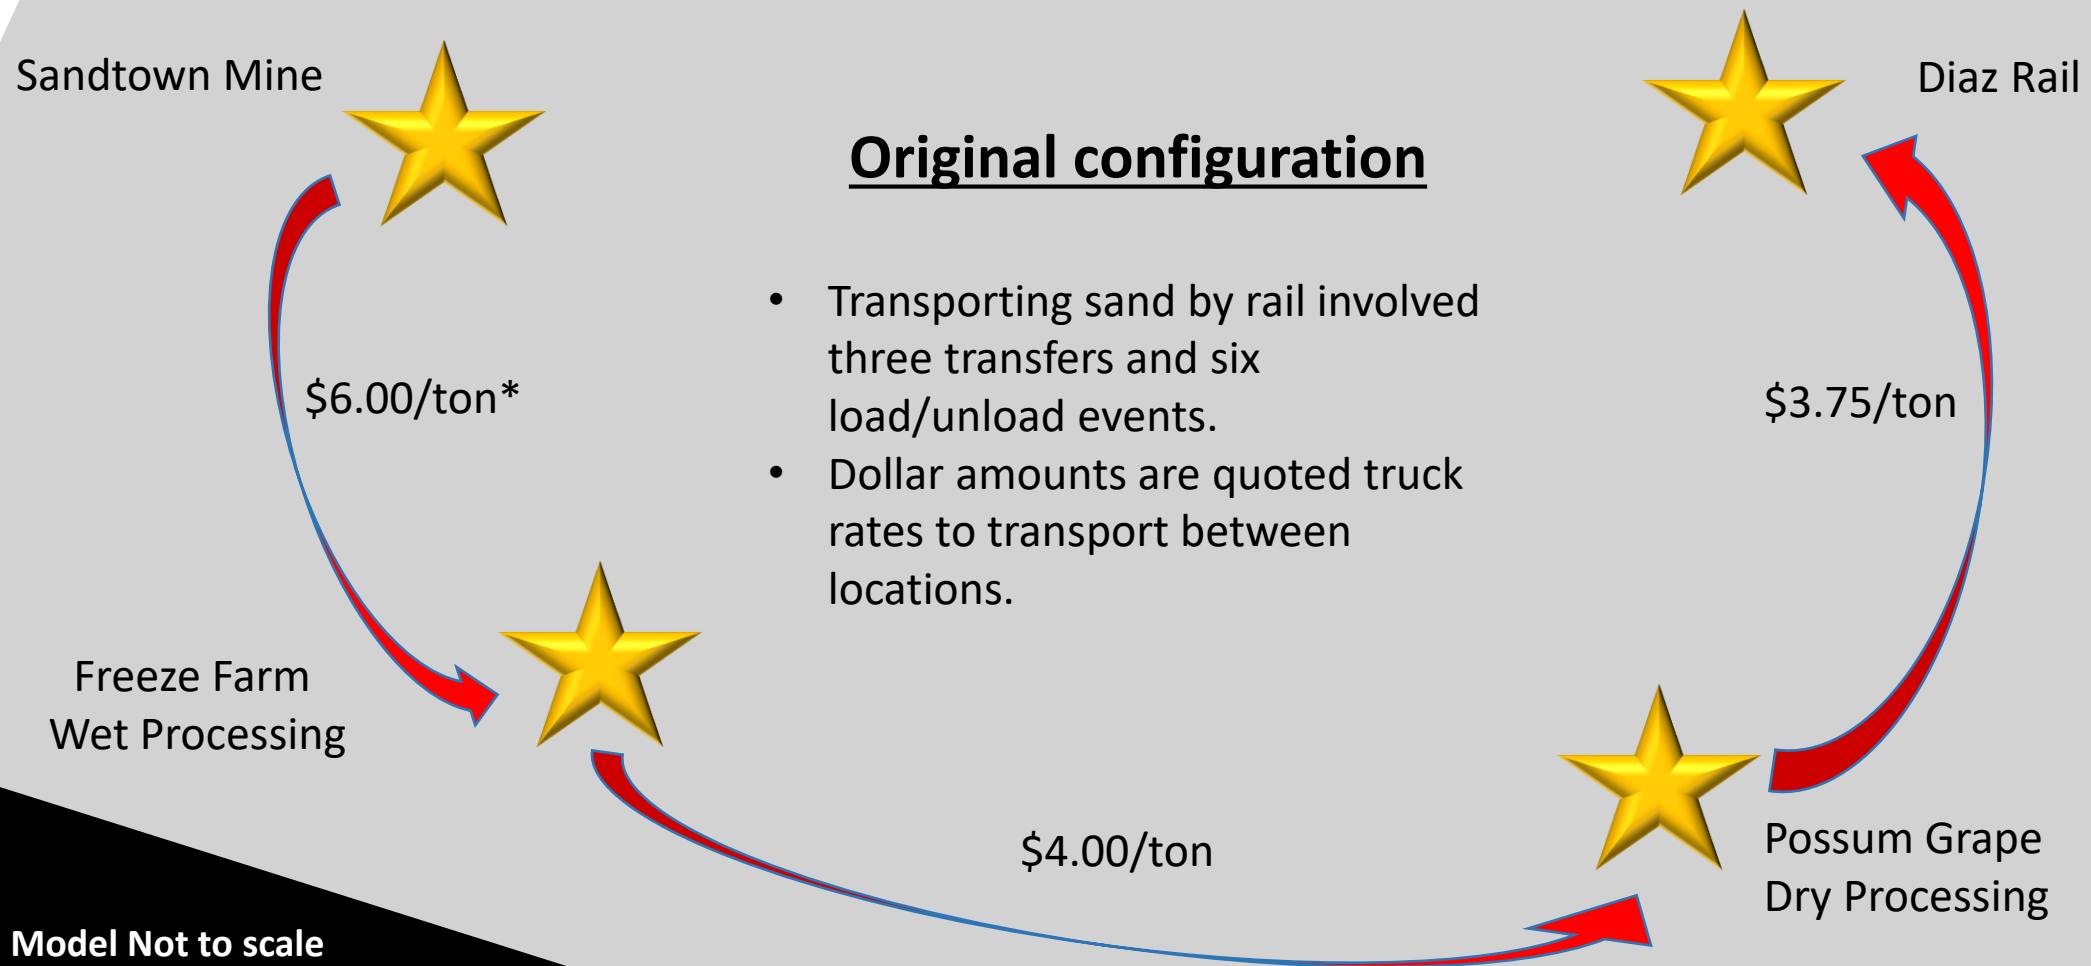 Sandtown Mine
Diaz Rail
Original configuration
• Transporting sand by rail involved
three transfers and six
load/unload events.
• Dollar amounts are quoted truck
rates to transport between
locations.
$6.00/ton*
$3.75/ton
Freeze Farm
Wet Processing
$4.00/ton
Possum Grape
Dry Processing
Model Not to scale